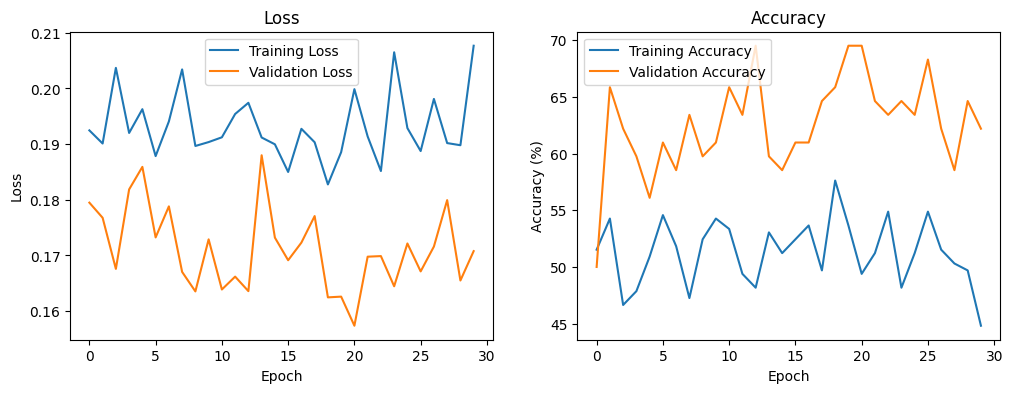 Loss
0.21
0.20
0.19
0.18
0.17
0.16
Loss
0 5 10 15 20 25 30
Epoch
Training Loss
Validation Loss
Accuracy
70
65
60
55
50
45
Accuracy (%)
0 5 10 15 20 25 30
Epoch
Training Accuracy
Validation Accuracy